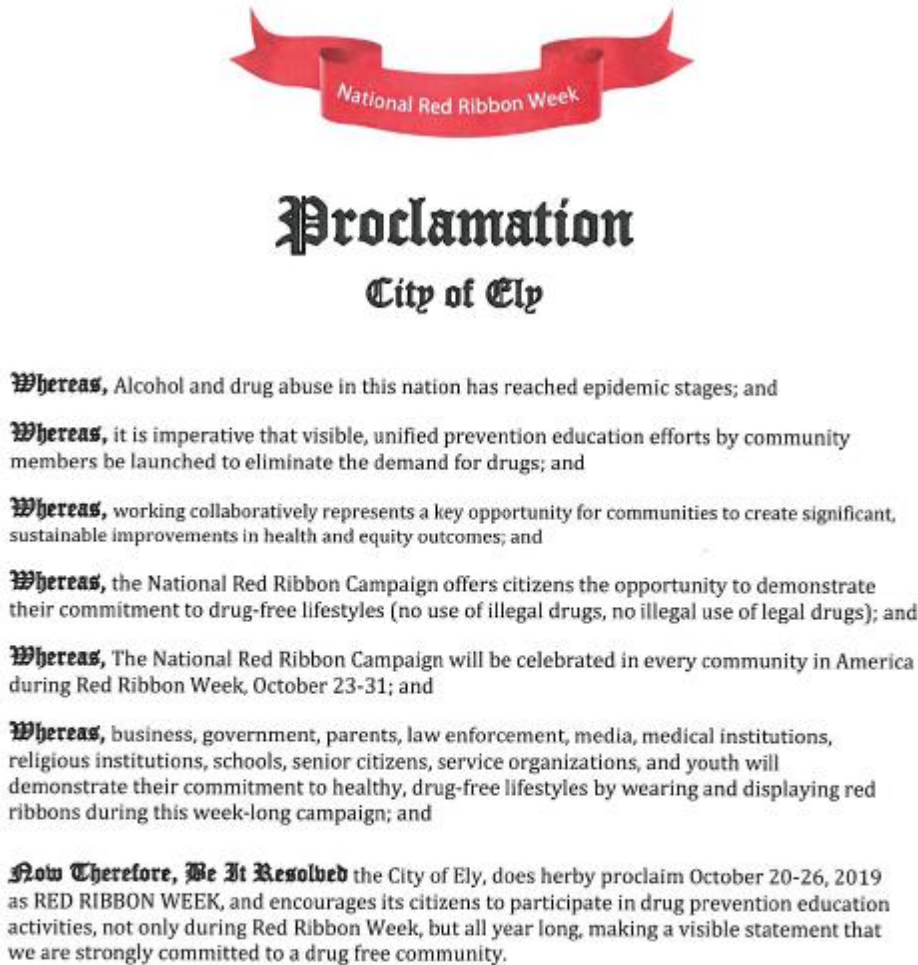 National Red Ribbon Week
Proclamation
City of Ely
Whereas, Alcohol and drug abuse in this nation has reached epidemic stages; and
Whereas, it is imperative that visible, unified prevention education efforts by community
members be launched to eliminate the demand for drugs; and
Whereas, working collaboratively represents a key opportunity for communities to create significant,
sustainable improvements in health and equity outcomes; and
Whereas, the National Red Ribbon Campaign offers citizens the opportunity to demonstrate
their commitment to drug-free lifestyles (no use of illegal drugs, no illegal use of legal drugs); and
Whereas, The National Red Ribbon Campaign will be celebrated in every community in America
during Red Ribbon Week, October 23-31; and
Whereas, business, government, parents, law enforcement, media, medical institutions,
religious institutions, schools, senior citizens, service organizations, and youth will
demonstrate their commitment to healthy, drug-free lifestyles by wearing and displaying red
ribbons during this week-long campaign; and
Now Therefore, Be It Resolved the City of Ely, does herby proclaim October 20-26, 2019
as RED RIBBON WEEK, and encourages its citizens to participate in drug prevention education
activities, not only during Red Ribbon Week, but all year long, making a visible statement that
we are strongly committed to a drug free community.